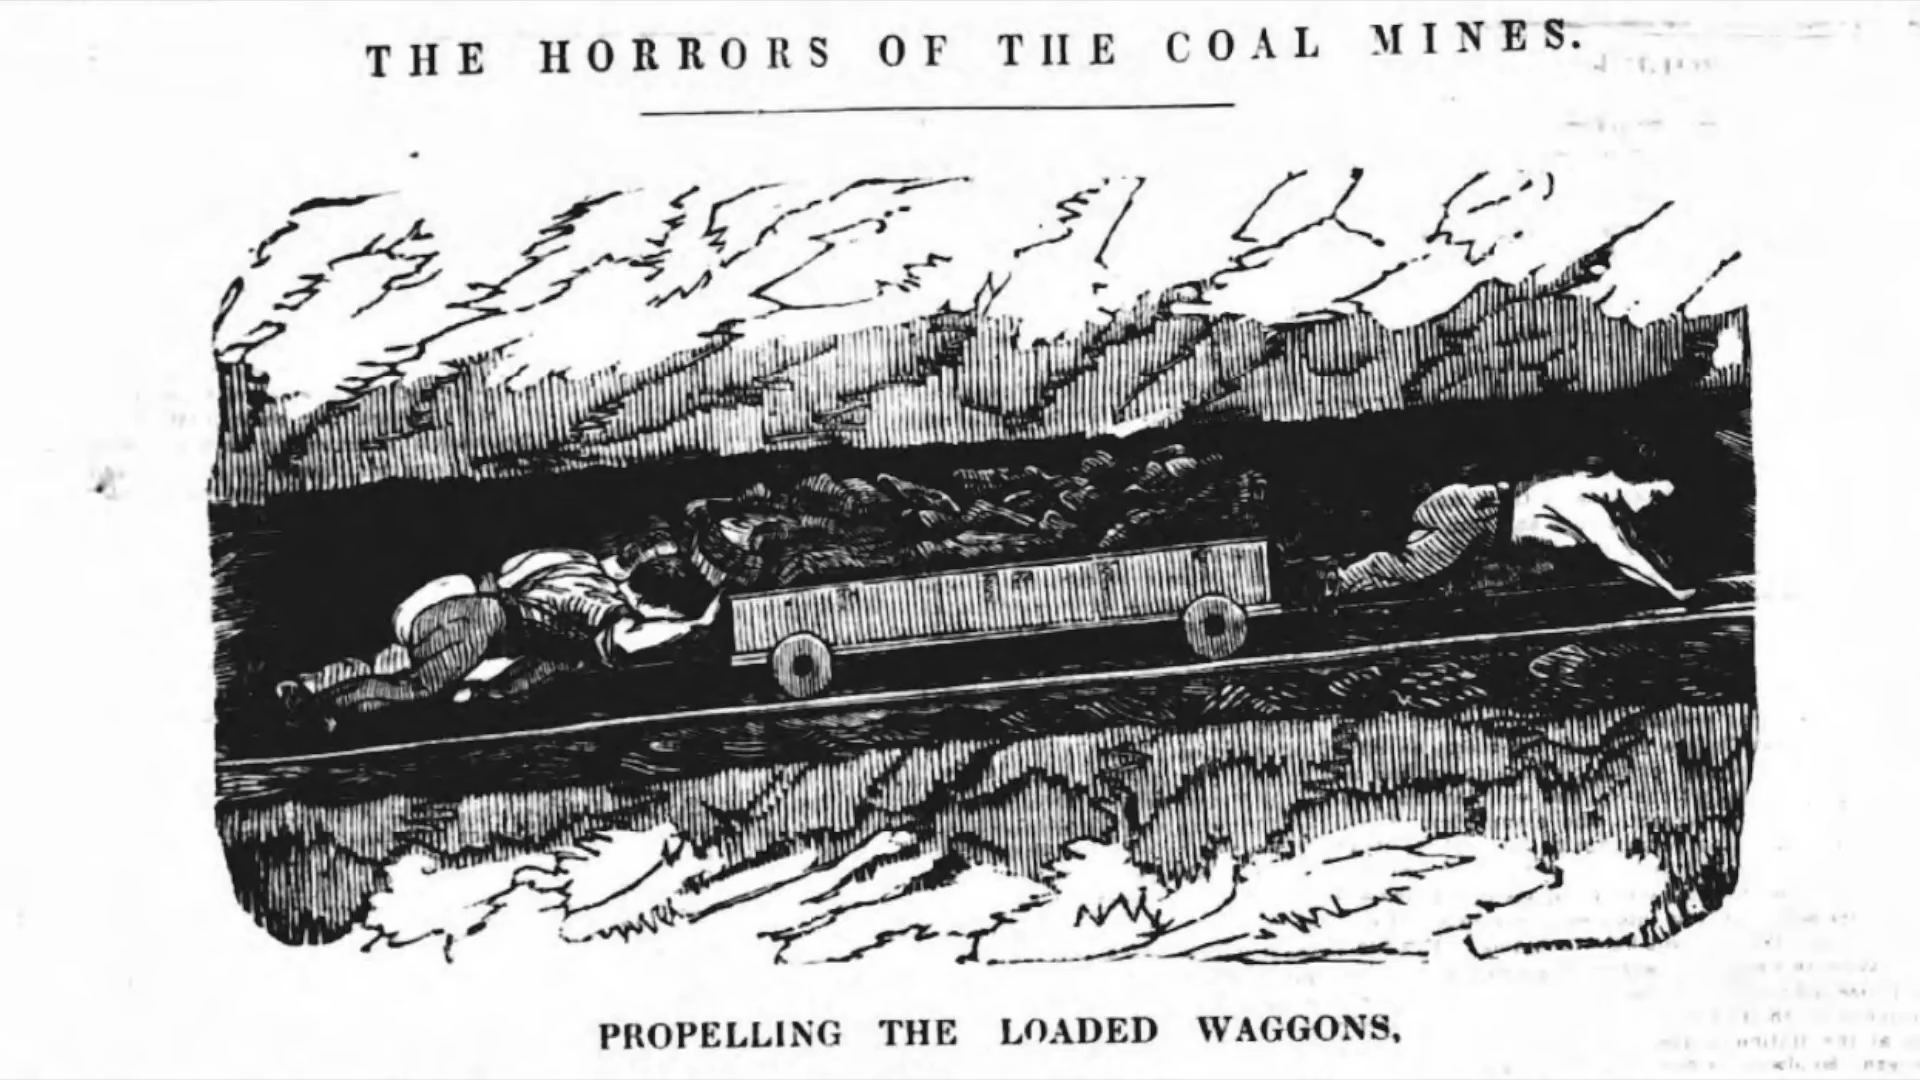 THE HORRORS OF THE COAL MINES.
PROPELLING THE LOADED WAGGONS,